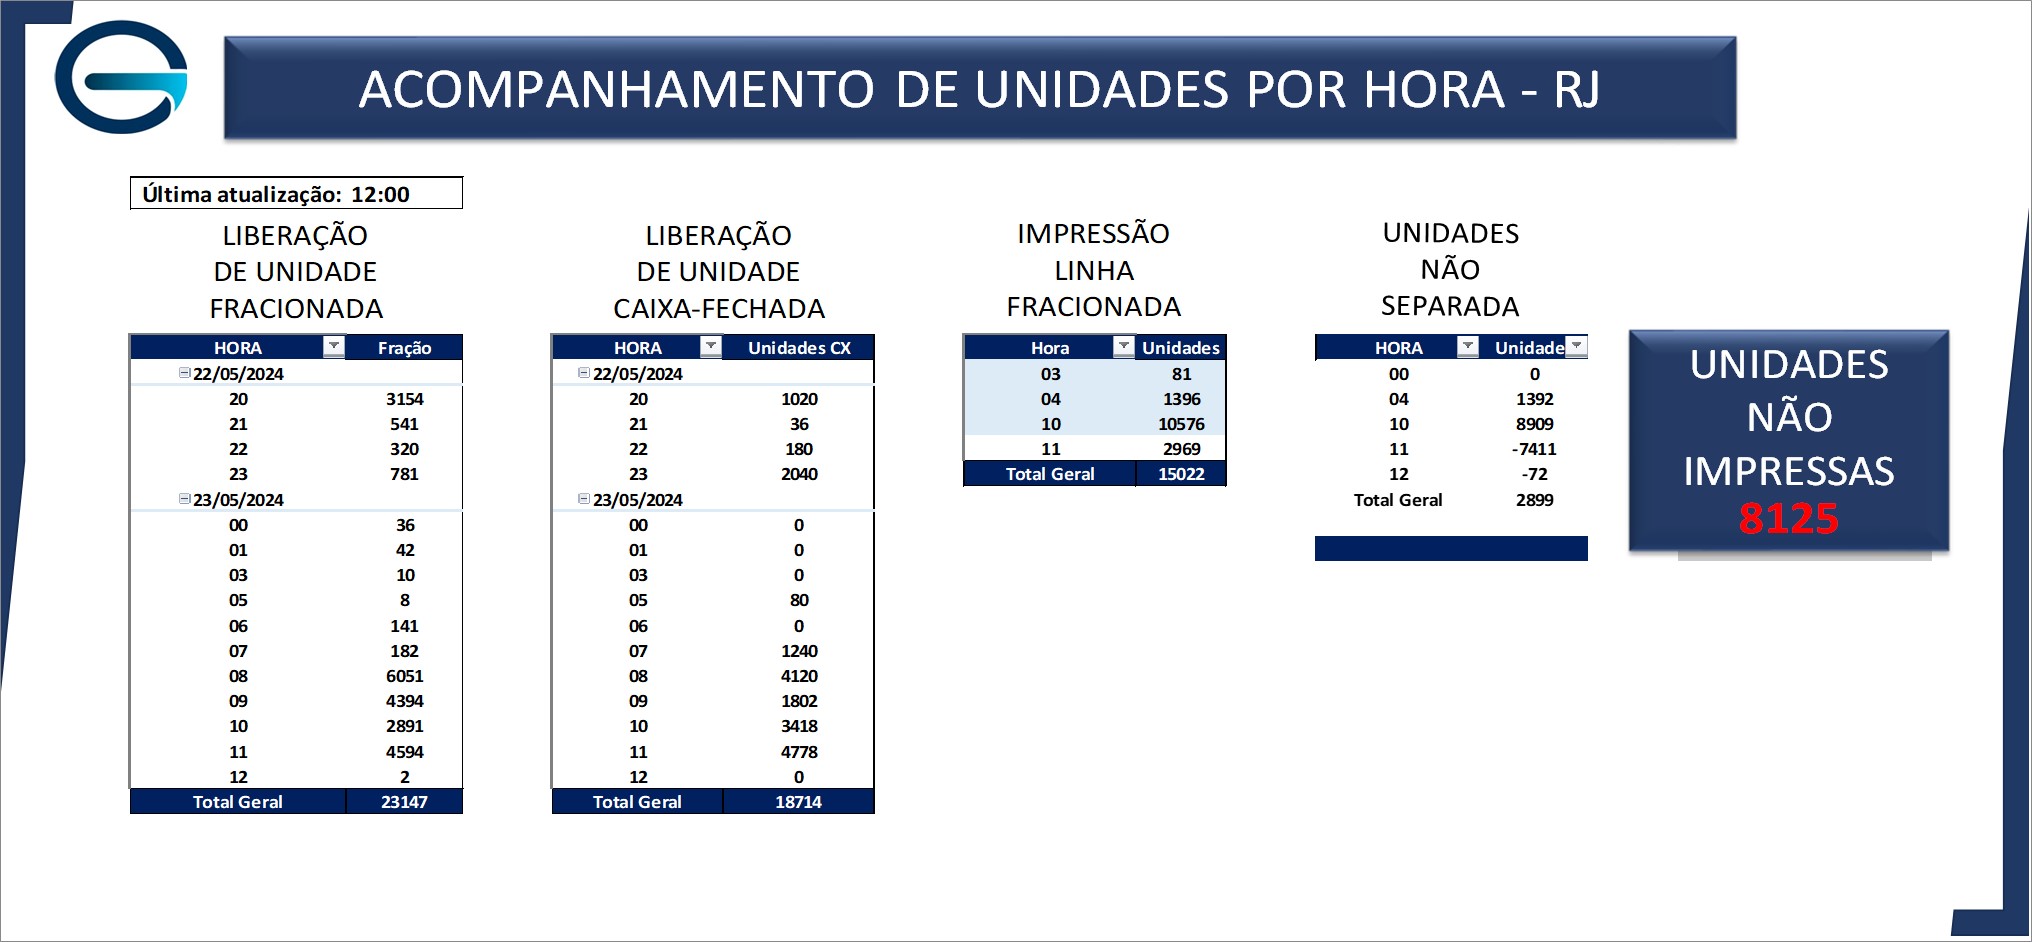 ACOMPANHAMENTO DE UNIDADES POR HORA - RJ
Última atualização: 12:00
LIBERAÇÃO
DE UNIDADE
FRACIONADA
HORA Fração
22/05/2024
20 3154
21 541
22 320
23 781
23/05/2024
00 36
01 42
03 10
05 8
06 141
07 182
08 6051
09 4394
10 2891
11 4594
12 2
Total Geral 23147
LIBERAÇÃO
DE UNIDADE
CAIXA-FECHADA
HORA Unidades CX
22/05/2024
20 1020
21 36
22 180
23 2040
23/05/2024
00 0
01 0
03 0
05 80
06 0
07 1240
08 4120
09 1802
10 3418
11 4778
12 0
Total Geral 18714
IMPRESSÃO
LINHA
FRACIONADA
Hora Unidades
03 81
04 1396
10 10576
11 2969
Total Geral 15022
UNIDADES
NÃO
SEPARADA
HORA Unidade
00 0
04 1392
10 8909
11 -7411
12 -72
Total Geral 2899
UNIDADES
NÃO
IMPRESSAS
8125